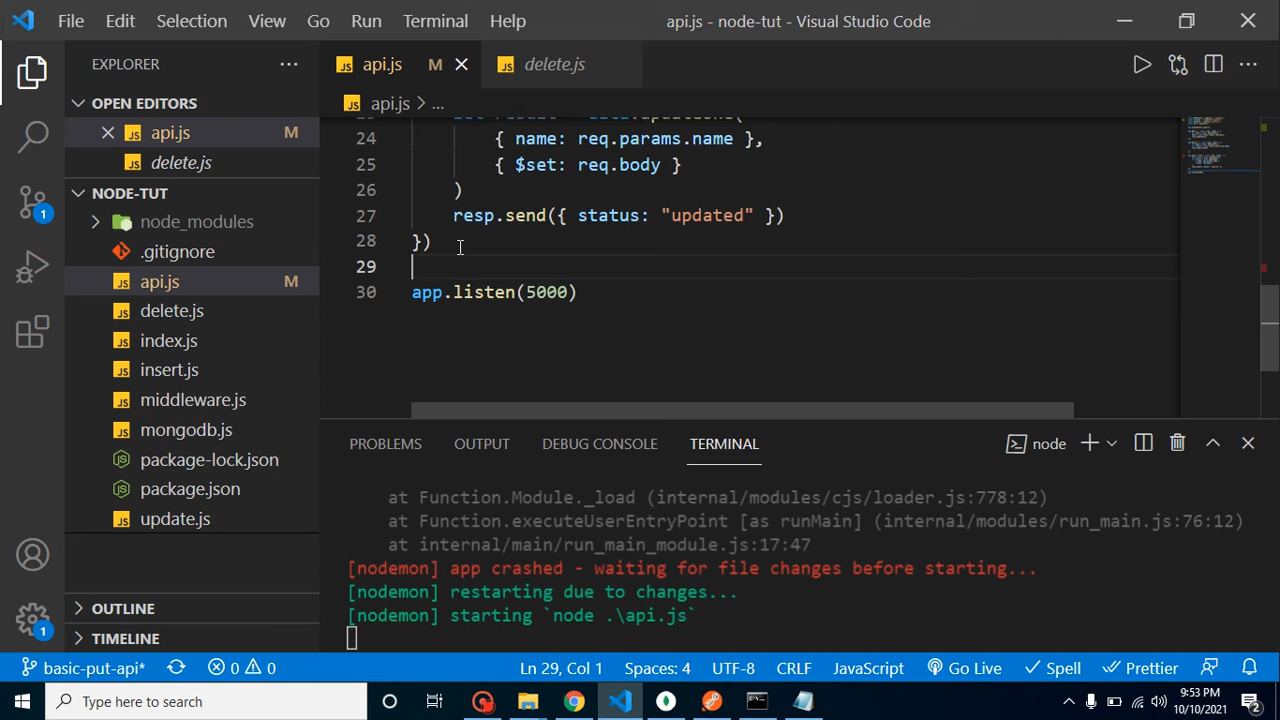 File Edit Selection View Go Run Terminal Help api.js - node-tut - Visual Studio Code
EXPLORER
api.js M
delete.js
OPEN EDITORS
api.js M
delete.js
NODE-TUT
node_modules
.gitignore
api.js M
delete.js
index.js
insert.js
middleware.js
mongodb.js
package-lock.json
package.json
update.js
OUTLINE
TIMELINE
api.js > ...
24 { name: req.params.name },
25 { $set: req.body }
26 )
27 resp.send({ status: "updated" })
28 })
29
30 app.listen(5000)
PROBLEMS OUTPUT DEBUG CONSOLE TERMINAL node
at Function.Module._load (internal/modules/cjs/loader.js:778:12)
at Function.executeUserEntryPoint [as runMain] (internal/modules/run_main.js:76:12)
at internal/main/run_main_module.js:17:47
[nodemon] app crashed - waiting for file changes before starting...
[nodemon] restarting due to changes...
[nodemon] starting `node .\api.js`
1
1
basic-put-api* 0 0 Ln 29, Col 1 Spaces: 4 UTF-8 CRLF JavaScript Go Live Spell Prettier
Type here to search
9:53 PM
10/10/2021
2